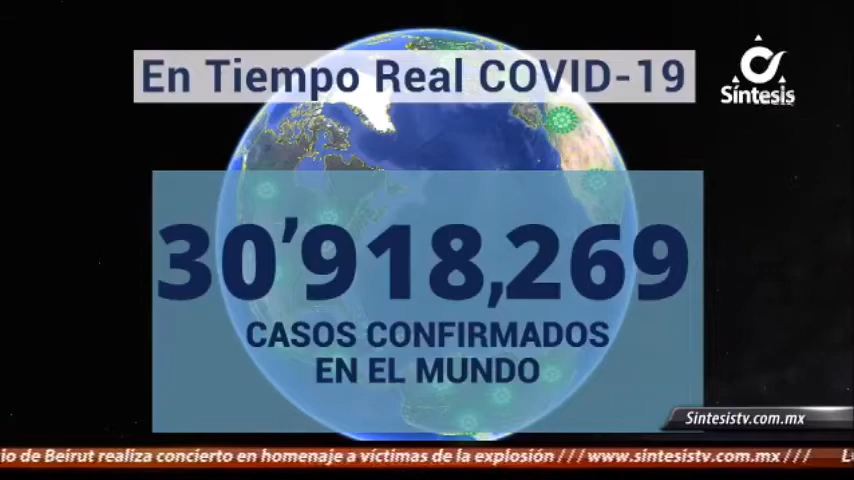 En Tiempo Real COVID-19
Síntesis
30'918,269
CASOS CONFIRMADOS
EN EL MUNDO
Sintesistv.com.mx
io de Beirut realiza concierto en homenaje a víctimas de la explosión /// www.sintesistv.com.mx ///